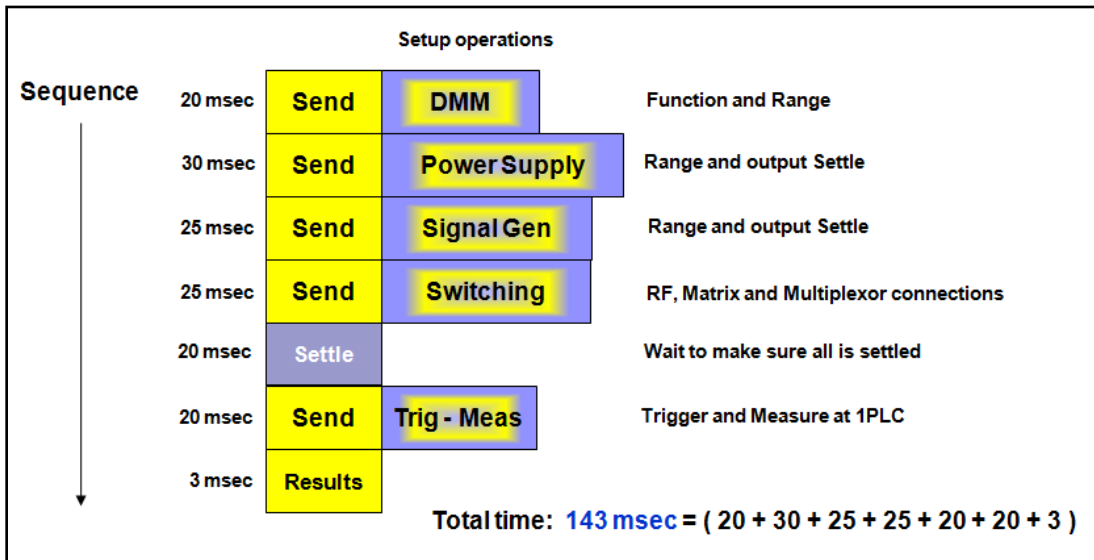 Setup operations
Sequence
20 msec Send DMM Function and Range
30 msec Send Power Supply Range and output Settle
25 msec Send Signal Gen Range and output Settle
25 msec Send Switching RF, Matrix and Multiplexor connections
20 msec Settle Wait to make sure all is settled
20 msec Send Trig - Meas Trigger and Measure at 1PLC
3 msec Results
Total time: 143 msec = ( 20 + 30 + 25 + 25 + 20 + 20 + 3 )